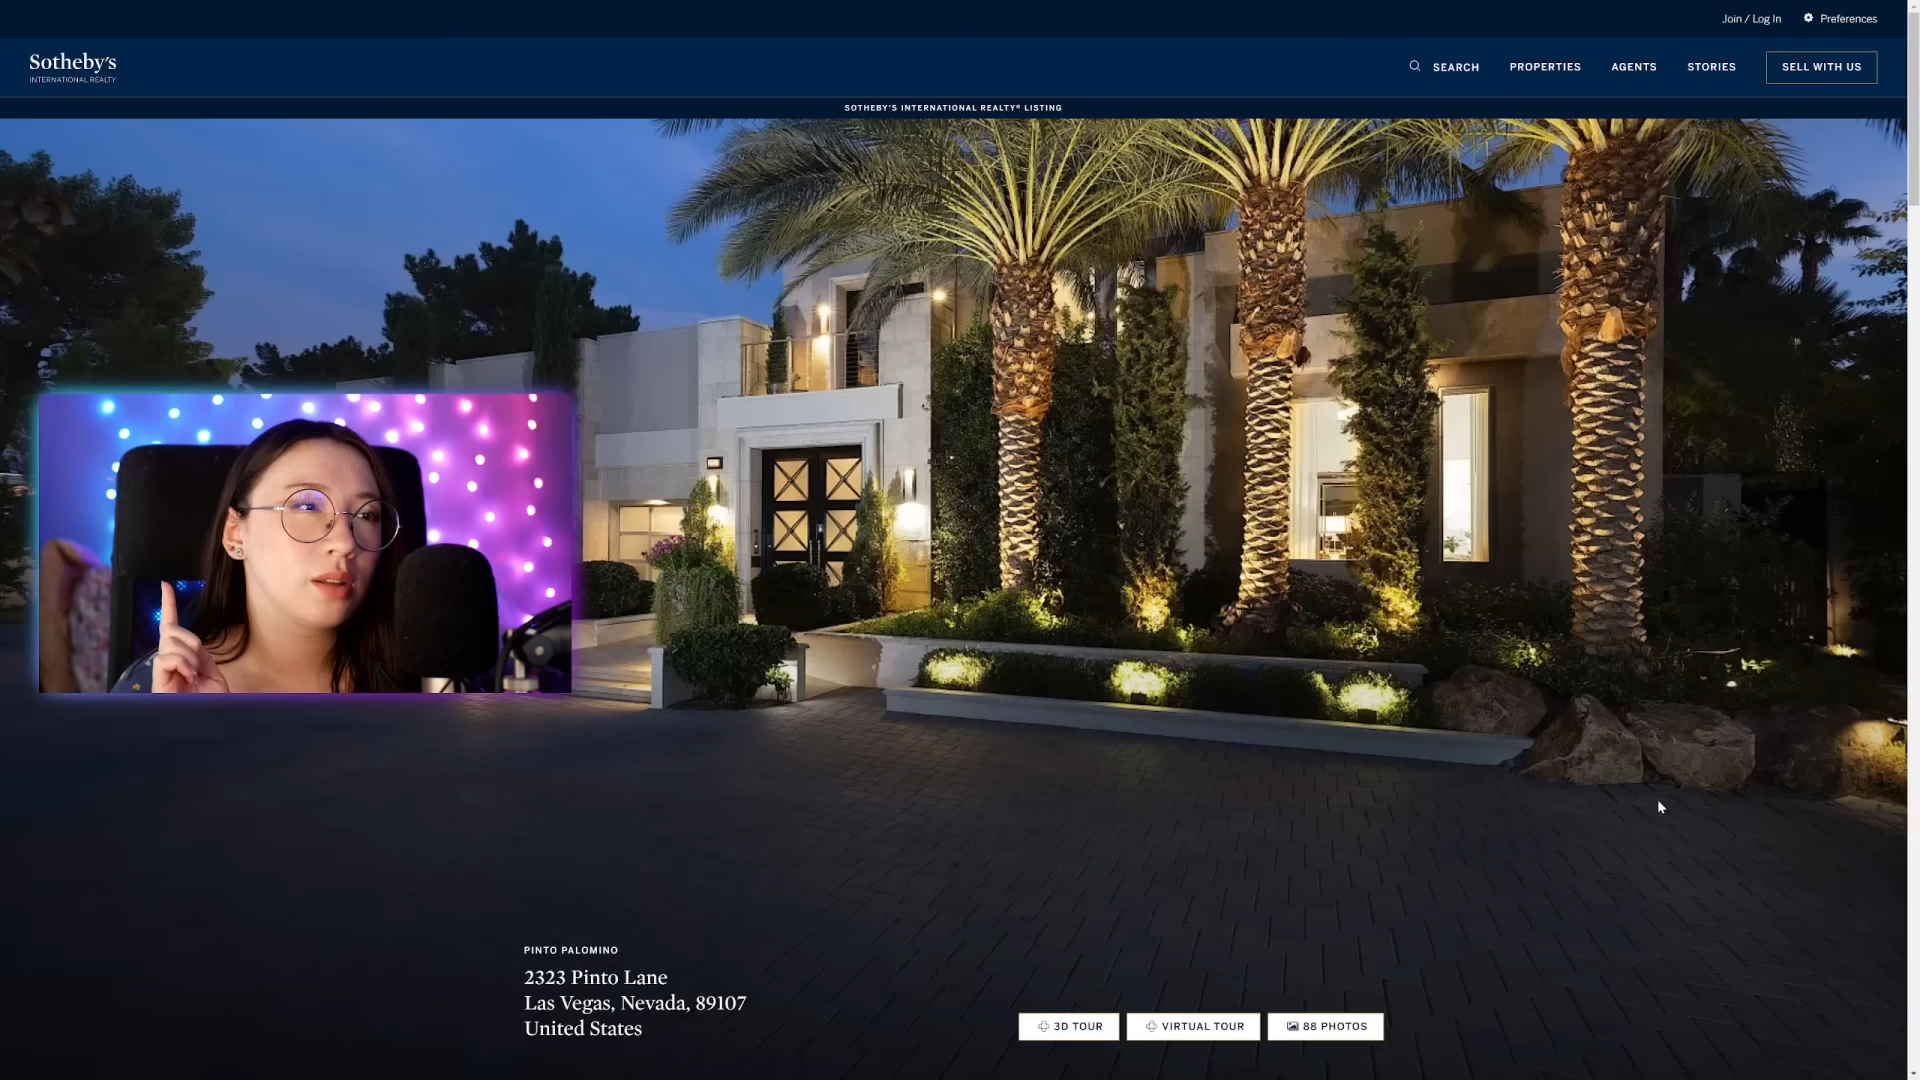 Join / Log In
Preferences
Sotheby's
INTERNATIONAL REALTY
SEARCH
PROPERTIES
AGENTS
STORIES
SELL WITH US
SOTHEBY'S INTERNATIONAL REALTY® LISTING
PINTO PALOMINO
2323 Pinto Lane
Las Vegas, Nevada, 89107
United States
3D TOUR
VIRTUAL TOUR
88 PHOTOS